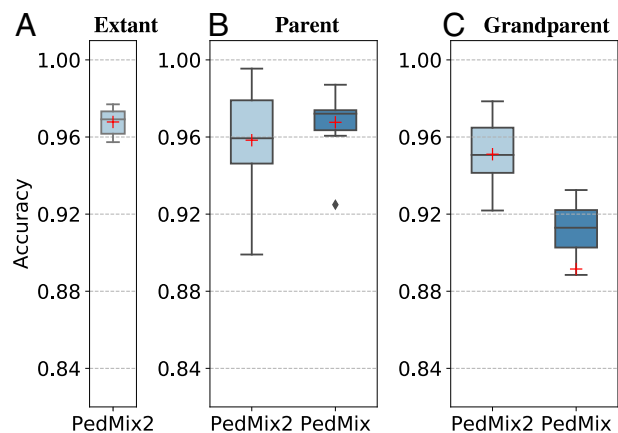 A Extant
B Parent
C Grandparent
Accuracy
1.00
0.96
0.92
0.88
0.84
PedMix2
1.00
0.96
0.92
0.88
0.84
PedMix2 PedMix
1.00
0.96
0.92
0.88
0.84
PedMix2 PedMix